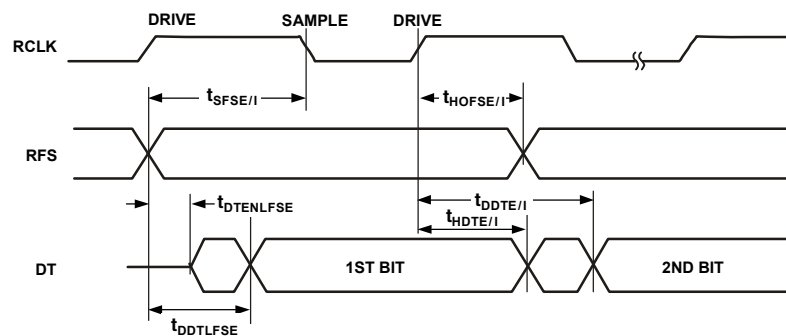 DRIVE SAMPLE DRIVE
RCLK
tSFSE/I tHOFSE/I
RFS
tDTENLFSE tDDTE/I
tHDTE/I
DT 1ST BIT 2ND BIT
tDDTLFSE